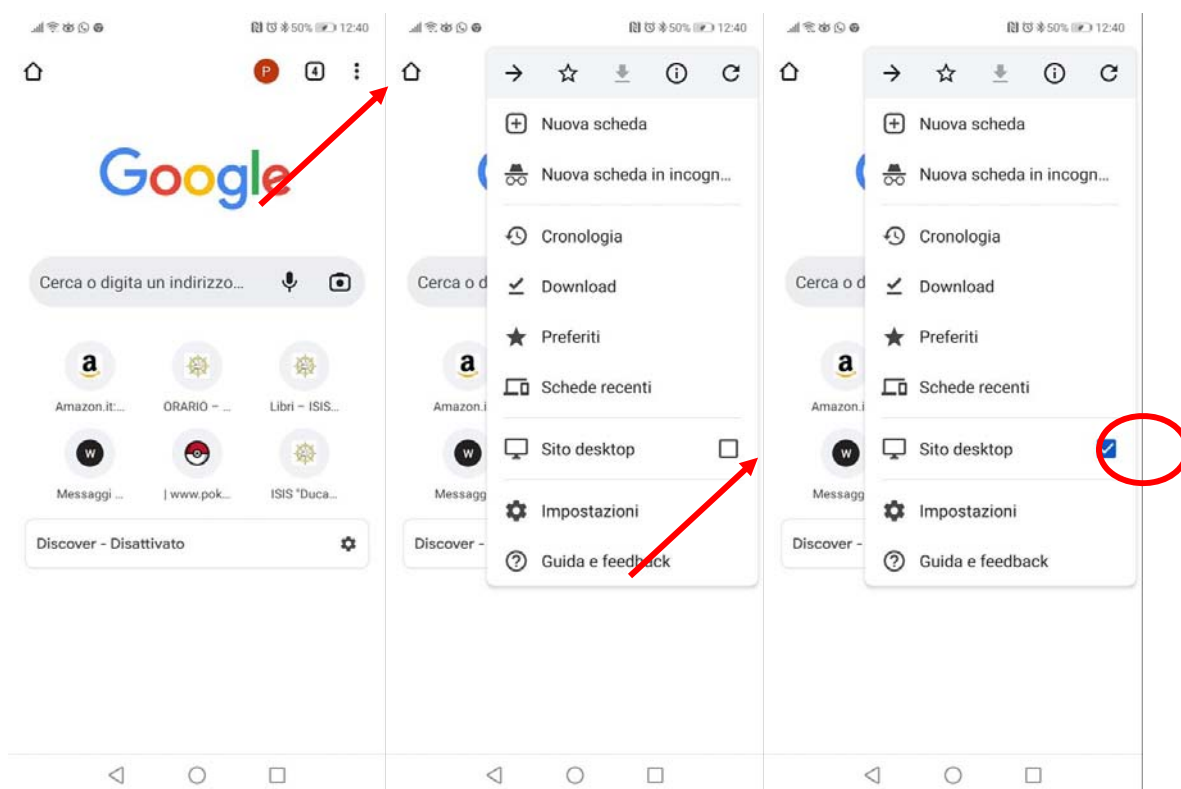 50% 12:40
P 4
Google
Cerca o digita un indirizzo...
a
Amazon.it:...
ORARIO – ...
Libri – ISIS...
W
Messaggi ...
| www.pok...
ISIS "Duca...
Discover - Disattivato
50% 12:40
Nuova scheda
Nuova scheda in incogn...
Cronologia
Cerca o d
Download
Preferiti
a
Schede recenti
Amazon.i
W
Sito desktop
Messagg
Impostazioni
Discover -
Guida e feedback
50% 12:40
Nuova scheda
Nuova scheda in incogn...
Cronologia
Cerca o d
Download
Preferiti
a
Schede recenti
Amazon.i
W
Sito desktop
Messagg
Impostazioni
Discover -
Guida e feedback